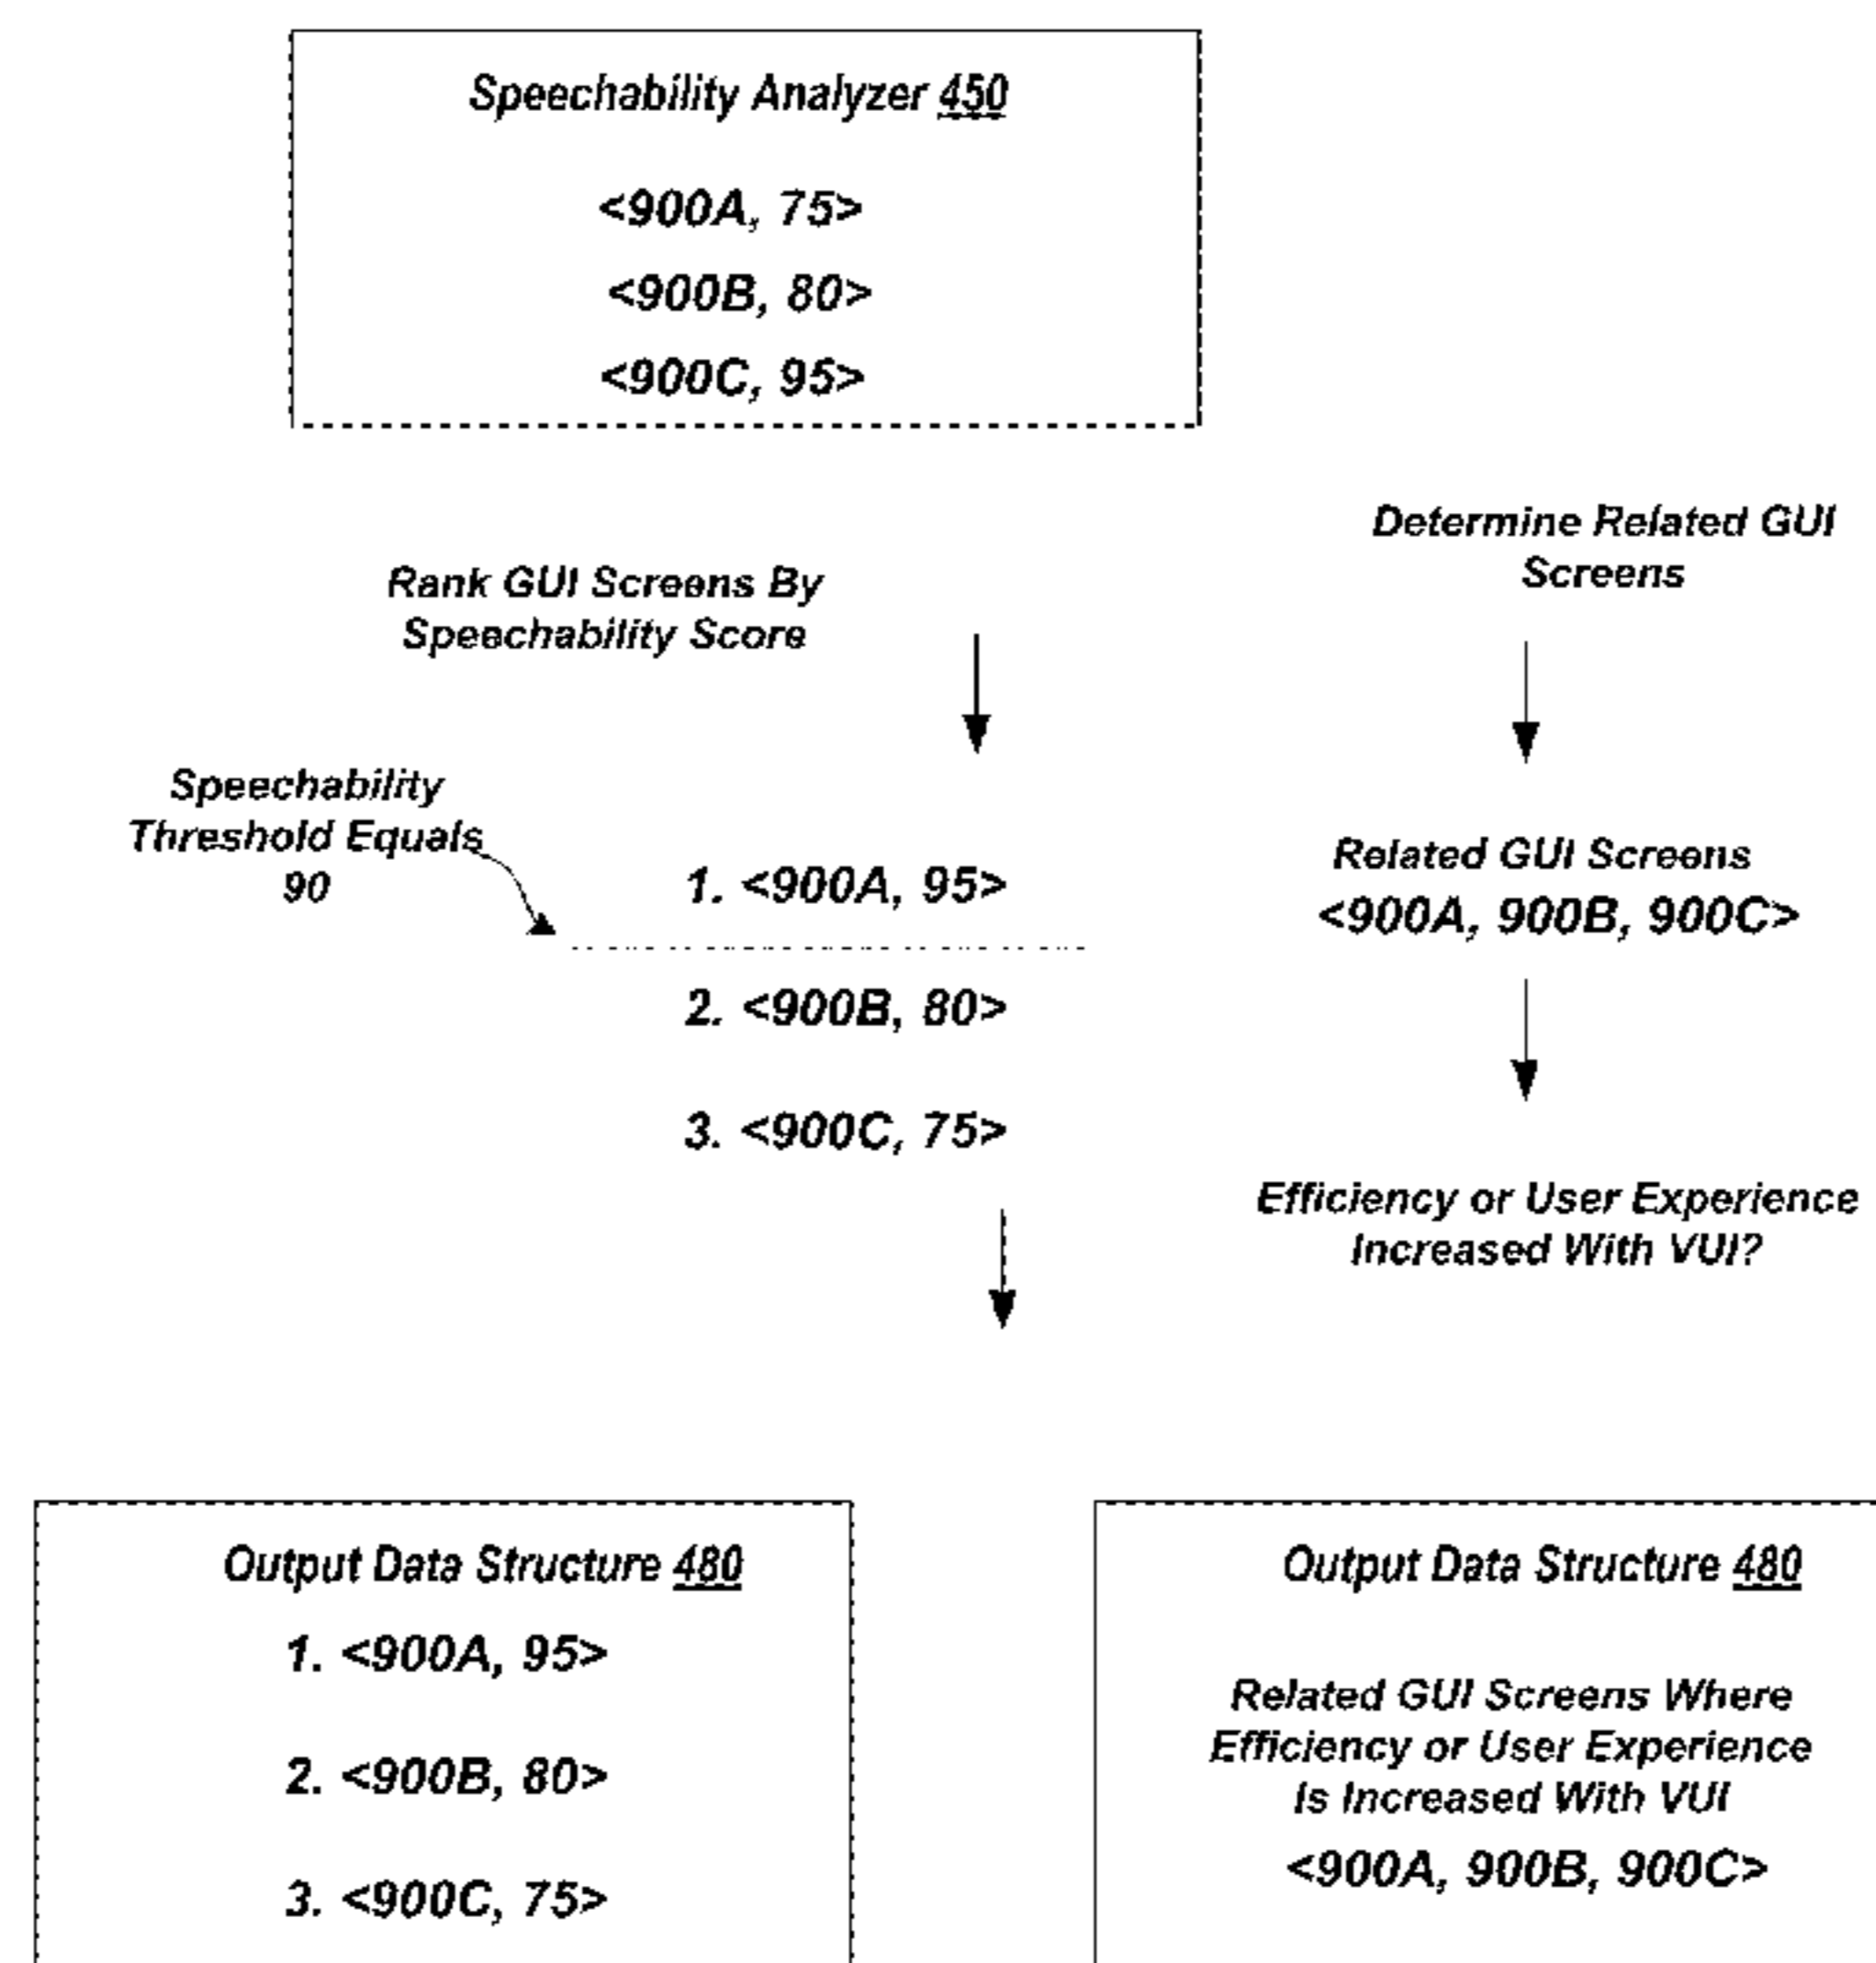 Speechability Analyzer 450
<900A, 75>
<900B, 80>
<900C, 95>
Rank GUI Screens By
Speechability Score
Determine Related GUI
Screens
Speechability
Threshold Equals
90
1. <900A, 95>
2. <900B, 80>
3. <900C, 75>
Related GUI Screens
<900A, 900B, 900C>
Efficiency or User Experience
Increased With VUI?
Output Data Structure 480
1. <900A, 95>
2. <900B, 80>
3. <900C, 75>
Output Data Structure 480
Related GUI Screens Where
Efficiency or User Experience
Is Increased With VUI
<900A, 900B, 900C>